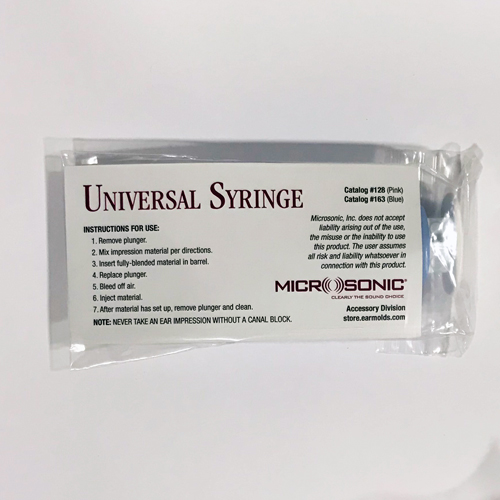 UNIVERSAL SYRINGE
Catalog #128 (Pink)
Catalog #163 (Blue)
INSTRUCTIONS FOR USE:
1. Remove plunger.
2. Mix impression material per directions.
3. Insert fully-blended material in barrel.
4. Replace plunger.
5. Bleed off air.
6. Inject material.
7. After material has set up, remove plunger and clean.
NOTE: NEVER TAKE AN EAR IMPRESSION WITHOUT A CANAL BLOCK.
Microsonic, Inc. does not accept
liability arising out of the use,
the misuse or the inability to use
this product. The user assumes
all risk and liability whatsoever in
connection with this product.
MICROSONIC®
CLEARLY THE SOUND CHOICE
Accessory Division
store.earmolds.com